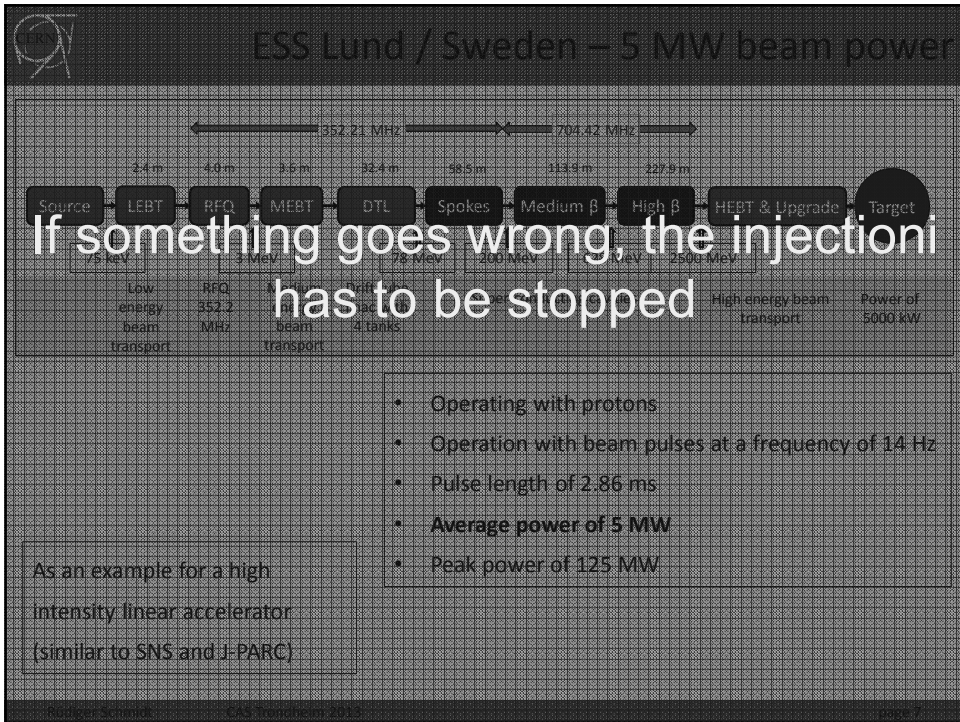 CERN
ESS Lund / Sweden – 5 MW beam power
352.21 MHz 704.42 MHz
2.4 m 4.0 m 3.6 m 32.4 m 58.5 m 113.9 m 227.9 m
Source LEBT RFQ MEBT DTL Spokes Medium β High β HEBT & Upgrade Target
If something goes wrong, the injectioni
has to be stopped
75 keV 3 MeV 78 MeV 200 MeV MeV 2500 MeV
Low
energy
beam
transport
RFQ
352.2
MHz
beam
transport
4 tanks
High energy beam
transport
Power of
5000 kW
• Operating with protons
• Operation with beam pulses at a frequency of 14 Hz
• Pulse length of 2.86 ms
• Average power of 5 MW
• Peak power of 125 MW
As an example for a high
intensity linear accelerator
(similar to SNS and J-PARC)
Rüdiger Schmidt CAS Trondheim 2013 page 7